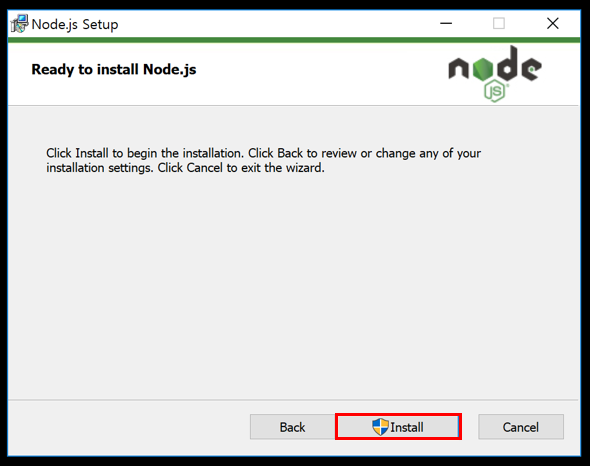 Node.js Setup
Ready to install Node.js
node
JS
Click Install to begin the installation. Click Back to review or change any of your
installation settings. Click Cancel to exit the wizard.
Back
Install
Cancel